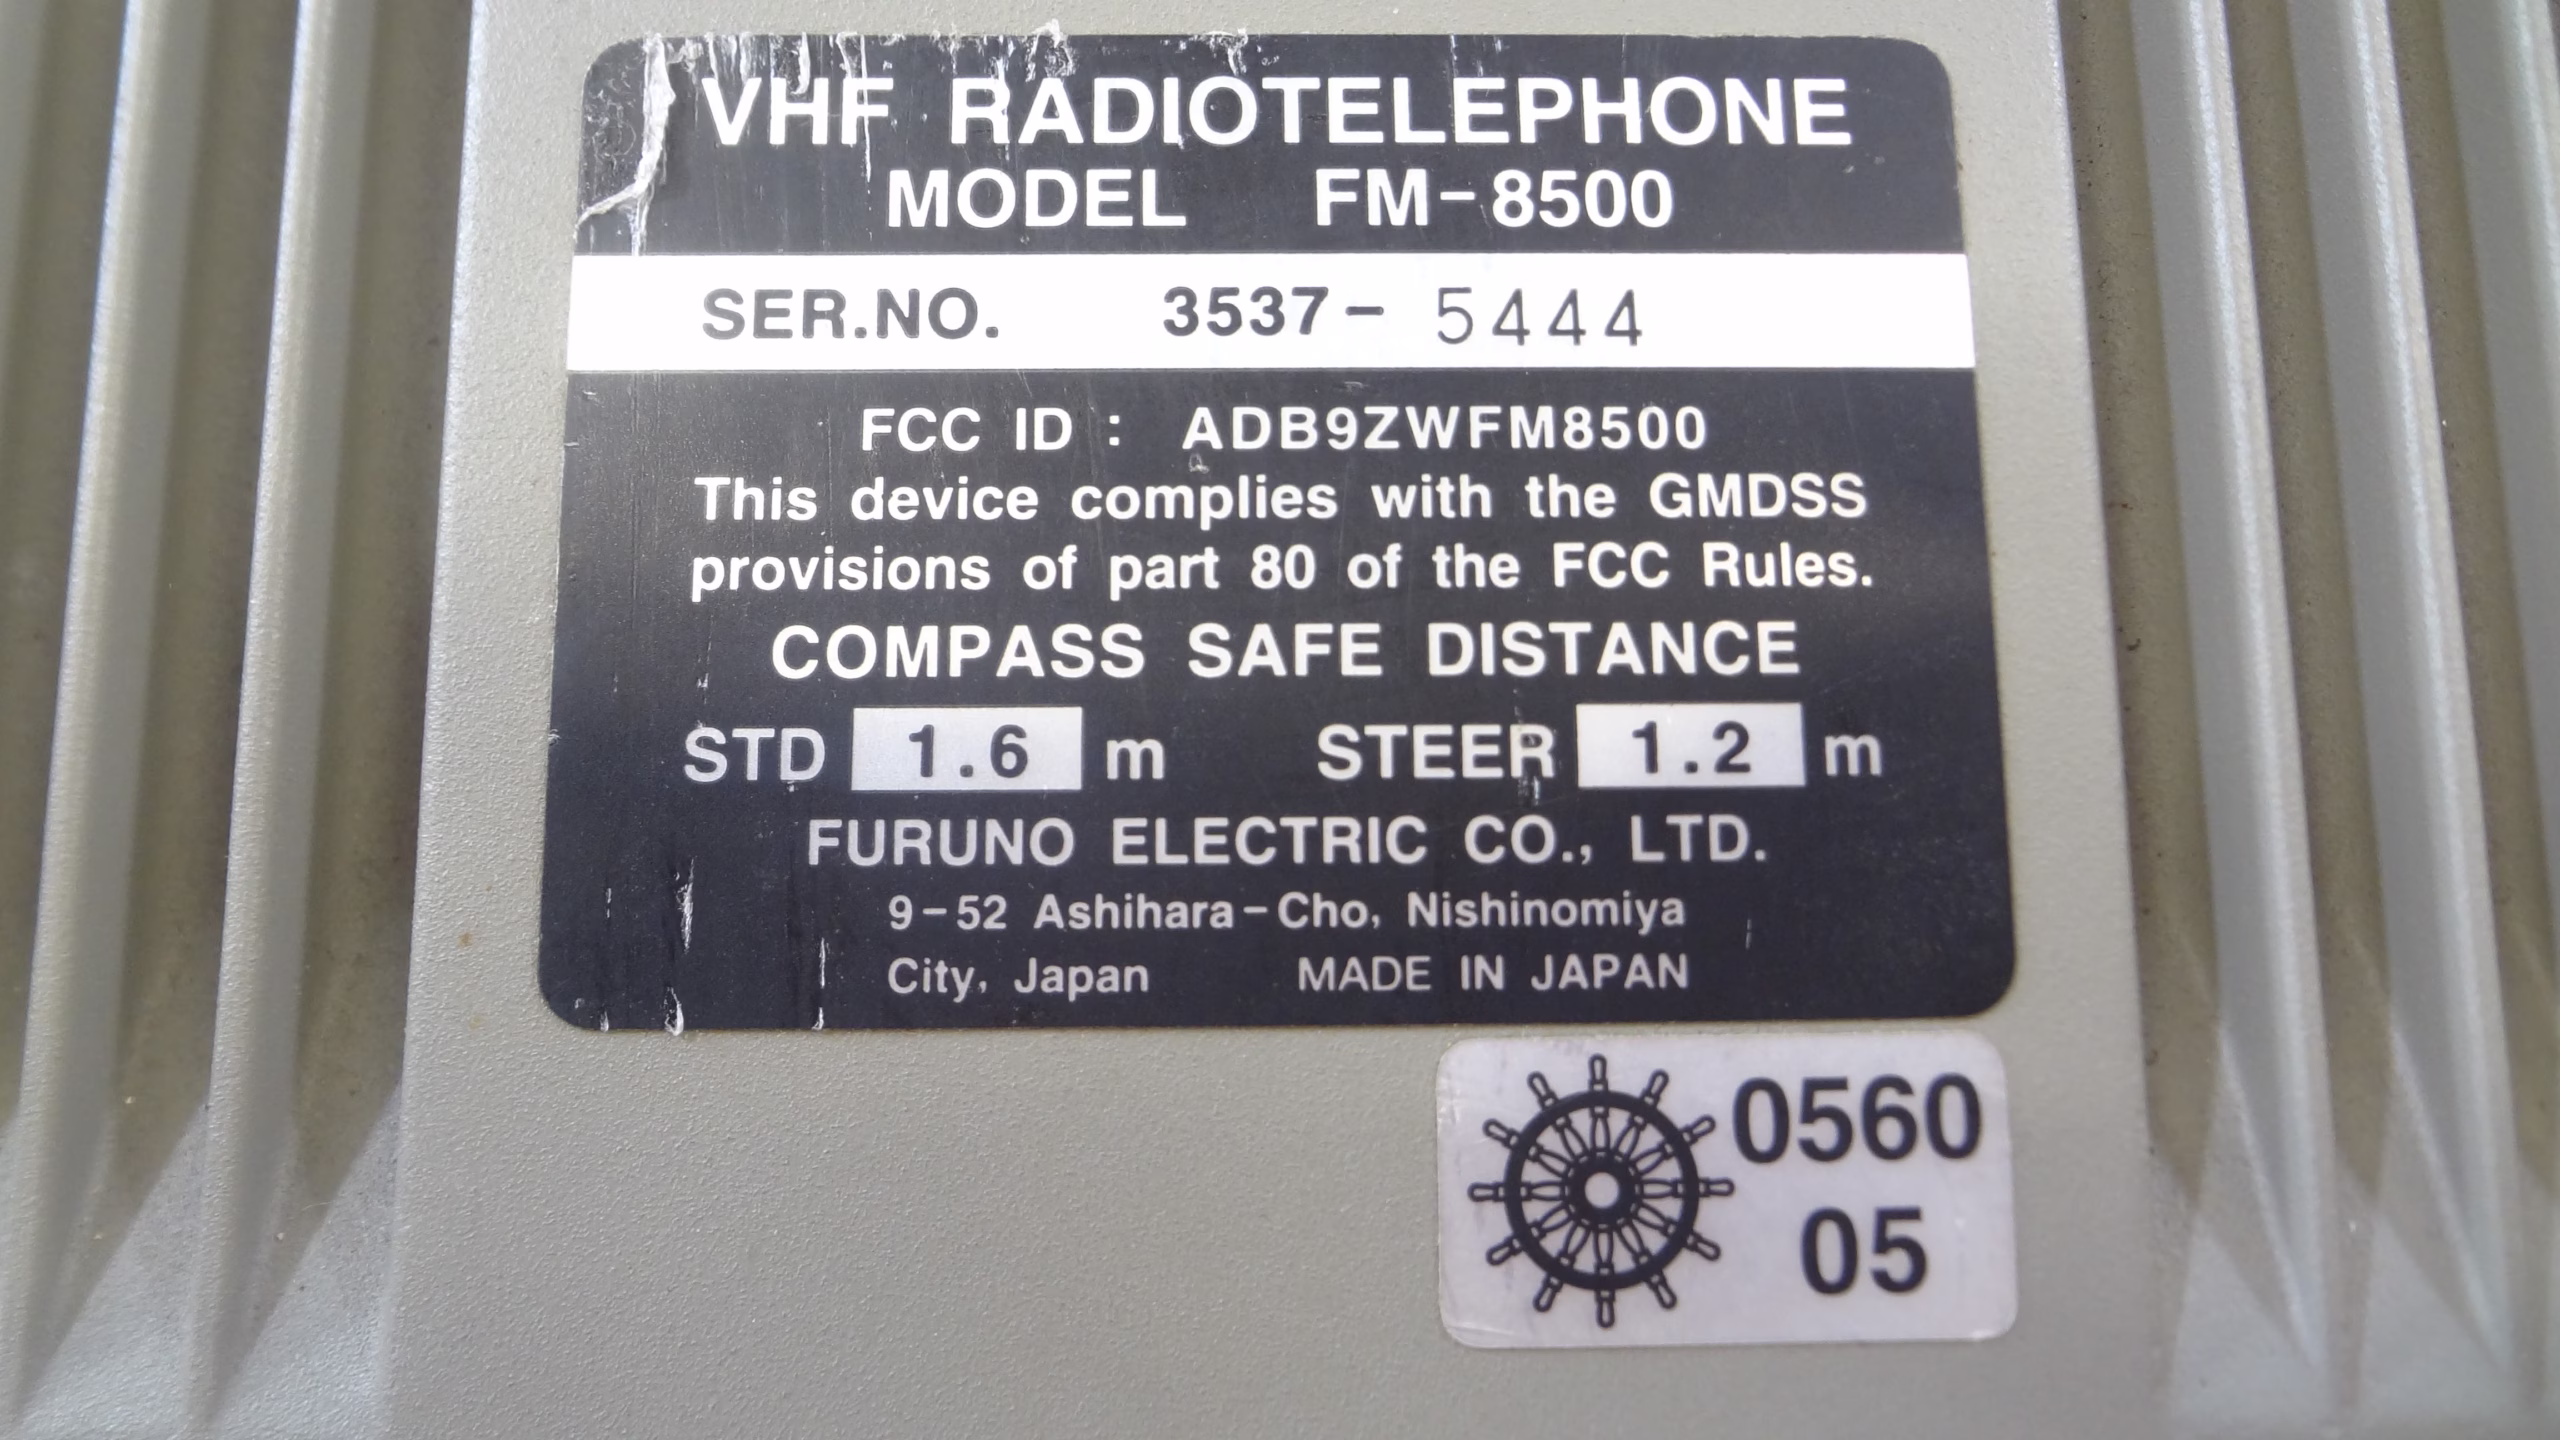 VHF RADIOTELEPHONE
MODEL FM-8500
SER.NO. 3537- 5444
FCC ID : ADB9ZWFM8500
This device complies with the GMDSS
provisions of part 80 of the FCC Rules.
COMPASS SAFE DISTANCE
STD 1.6 m STEER 1.2 m
FURUNO ELECTRIC CO., LTD.
9-52 Ashihara-Cho, Nishinomiya
City, Japan MADE IN JAPAN
0560
05